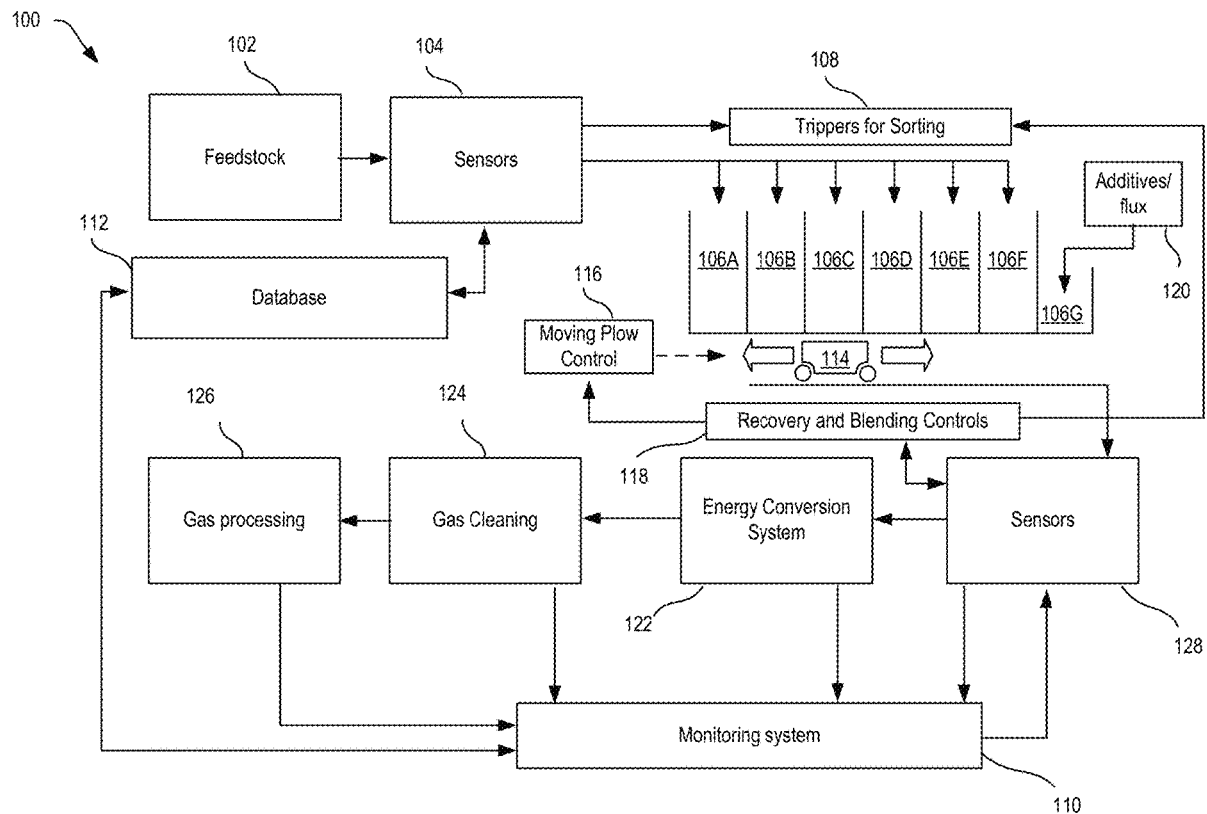 100
102
104
108
Feedstock
Sensors
Trippers for Sorting
Additives/
flux
120
112
Database
106A
106B
106C
106D
106E
106F
106G
116
Moving Plow
Control
114
Recovery and Blending Controls
118
126
124
Gas processing
Gas Cleaning
Energy Conversion
System
Sensors
122
128
Monitoring system
110